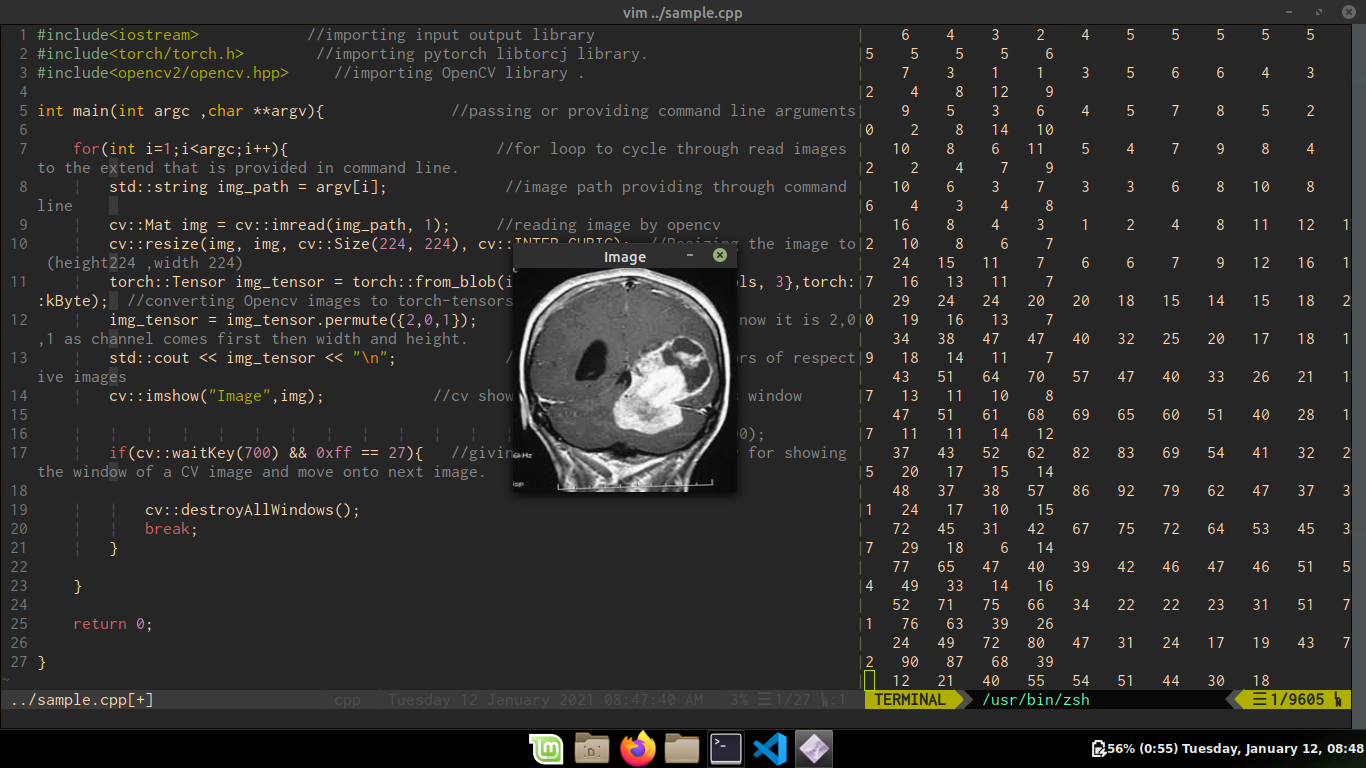 vim ../sample.cpp
1 #include<iostream> //importing input output library
2 #include<torch/torch.h> //importing pytorch libtorcj library.
3 #include<opencv2/opencv.hpp> //importing OpenCV library .
4
5 int main(int argc ,char **argv){ //passing or providing command line arguments
6
7 for(int i=1;i<argc;i++){ //for loop to cycle through read images
to the extend that is provided in command line.
8 std::string img_path = argv[i]; //image path providing through command
line
9 cv::Mat img = cv::imread(img_path, 1); //reading image by opencv
10 cv::resize(img, img, cv::Size(224, 224), cv::INTER_CUBIC); //Resizing the image to
(height224 ,width 224)
11 torch::Tensor img_tensor = torch::from_blob(i ls, 3},torch:
:kByte); //converting Opencv images to torch-tensors
12 img_tensor = img_tensor.permute({2,0,1}); now it is 2,0
,1 as channel comes first then width and height.
13 std::cout << img_tensor << "\n"; / rs of respect
ive images
14 cv::imshow("Image",img); //cv show window
15
16 0);
17 if(cv::waitKey(700) && 0xff == 27){ //givin for showing
the window of a CV image and move onto next image.
18
19 cv::destroyAllWindows();
20 break;
21 }
22
23 }
24
25 return 0;
26
27 }
~
../sample.cpp[+] cpp Tuesday 12 January 2021 08:47:40 AM 3% ☰ 1/27 :1
Image
6 4 3 2 4 5 5 5 5 5
5 5 5 5 6
7 3 1 1 3 5 6 6 4 3
2 4 8 12 9
9 5 3 6 4 5 7 8 5 2
0 2 8 14 10
10 8 6 11 5 4 7 9 8 4
2 2 4 7 9
10 6 3 7 3 3 6 8 10 8
6 4 3 4 8
16 8 4 3 1 2 4 8 11 12 1
2 10 8 6 7
24 15 11 7 6 6 7 9 12 16 1
7 16 13 11 7
29 24 24 20 20 18 15 14 15 18 2
0 19 16 13 7
34 38 47 47 40 32 25 20 17 18 1
9 18 14 11 7
43 51 64 70 57 47 40 33 26 21 1
7 13 11 10 8
47 51 61 68 69 65 60 51 40 28 1
7 11 11 14 12
37 43 52 62 82 83 69 54 41 32 2
5 20 17 15 14
48 37 38 57 86 92 79 62 47 37 3
1 24 17 10 15
72 45 31 42 67 75 72 64 53 45 3
7 29 18 6 14
77 65 47 40 39 42 46 47 46 51 5
4 49 33 14 16
52 71 75 66 34 22 22 23 31 51 7
1 76 63 39 26
24 49 72 80 47 31 24 17 19 43 7
2 90 87 68 39
12 21 40 55 54 51 44 30 18
TERMINAL /usr/bin/zsh ☰ 1/9605
56% (0:55) Tuesday, January 12, 08:48